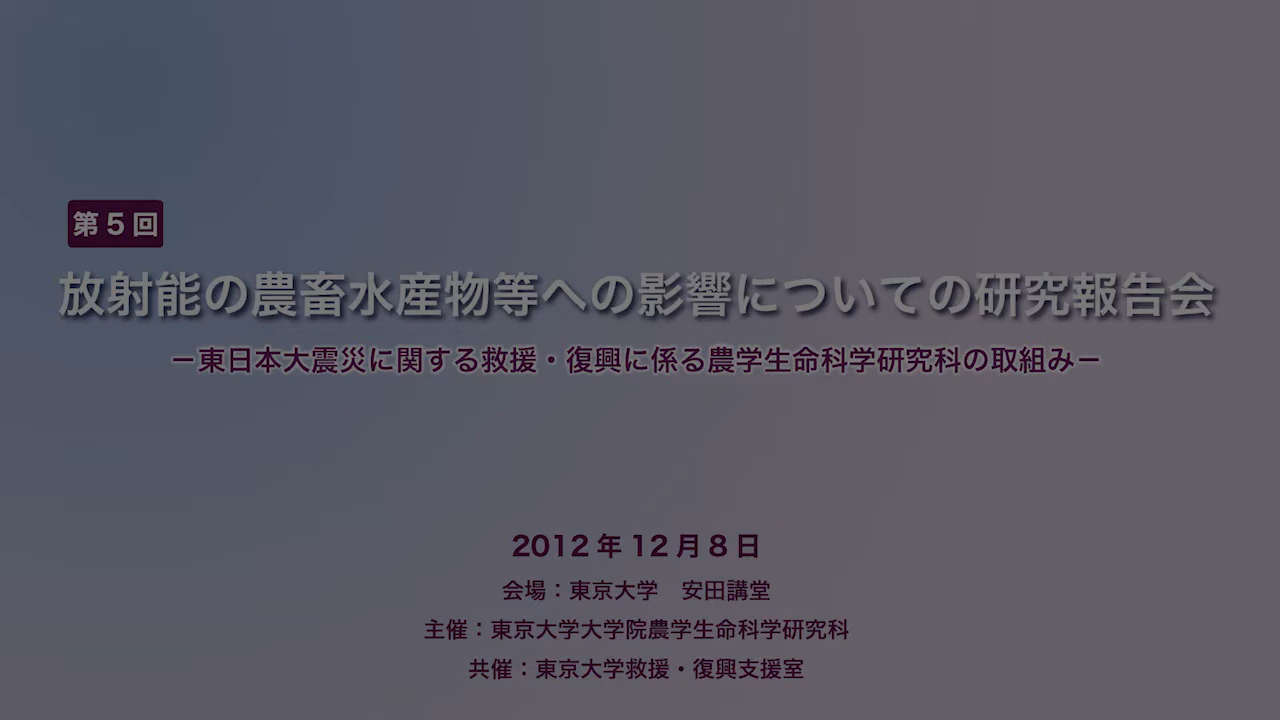 第5回
放射能の農畜水産物等への影響についての研究報告会
－東日本大震災に関する救援・復興に係る農学生命科学研究科の取組み－
2012年12月8日
会場：東京大学　安田講堂
主催：東京大学大学院農学生命科学研究科
共催：東京大学救援・復興支援室